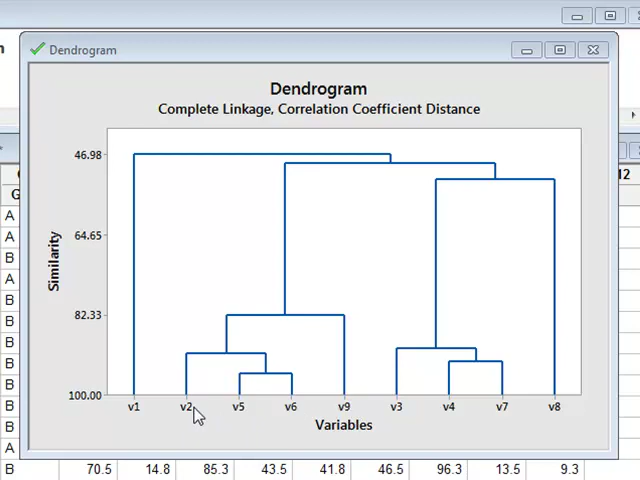 n
Dendrogram
Dendrogram
Complete Linkage, Correlation Coefficient Distance
46.98
64.65
82.33
100.00
Similarity
v1 v2 v5 v6 v9 v3 v4 v7 v8
Variables
12
G
A
A
B
A
B
B
B
B
B
B
B
A
B 70.5 14.8 85.3 43.5 41.8 46.5 96.3 13.5 9.3